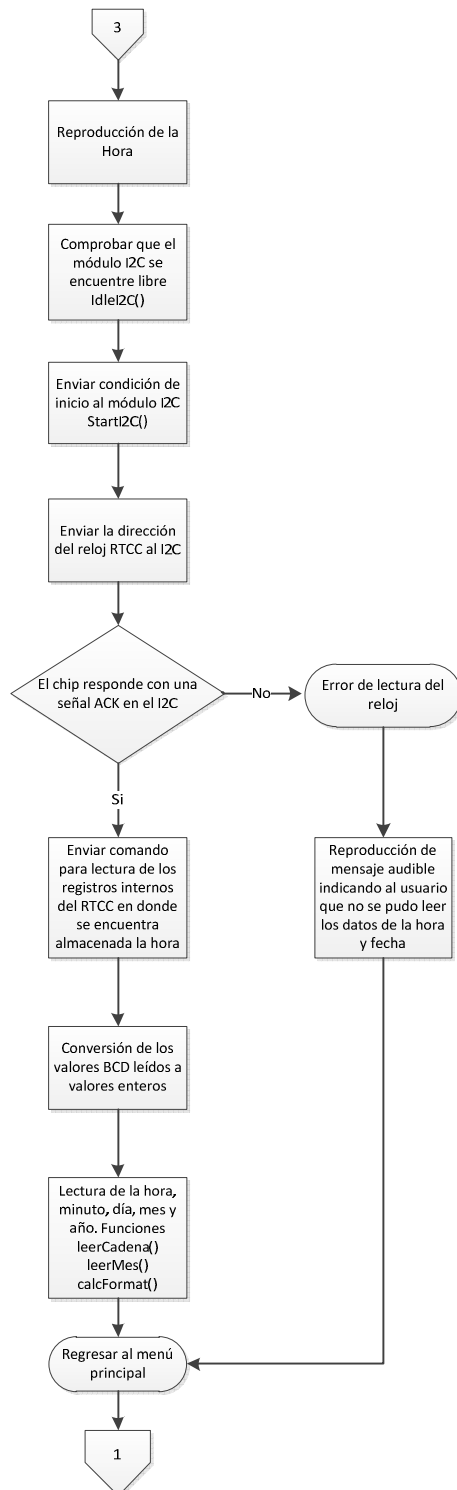 3
Reproducción de la
Hora
Comprobar que el
módulo I2C se
encuentre libre
IdleI2C()
Enviar condición de
inicio al módulo I2C
StartI2C()
Enviar la dirección
del reloj RTCC al I2C
El chip responde con una
señal ACK en el I2C
No
Error de lectura del
reloj
Si
Enviar comando
para lectura de los
registros internos
del RTCC en donde
se encuentra
almacenada la hora
Reproducción de
mensaje audible
indicando al usuario
que no se pudo leer
los datos de la hora
y fecha
Conversión de los
valores BCD leídos a
valores enteros
Lectura de la hora,
minuto, día, mes y
año. Funciones
leerCadena()
leerMes()
calcFormat()
Regresar al menú
principal
1